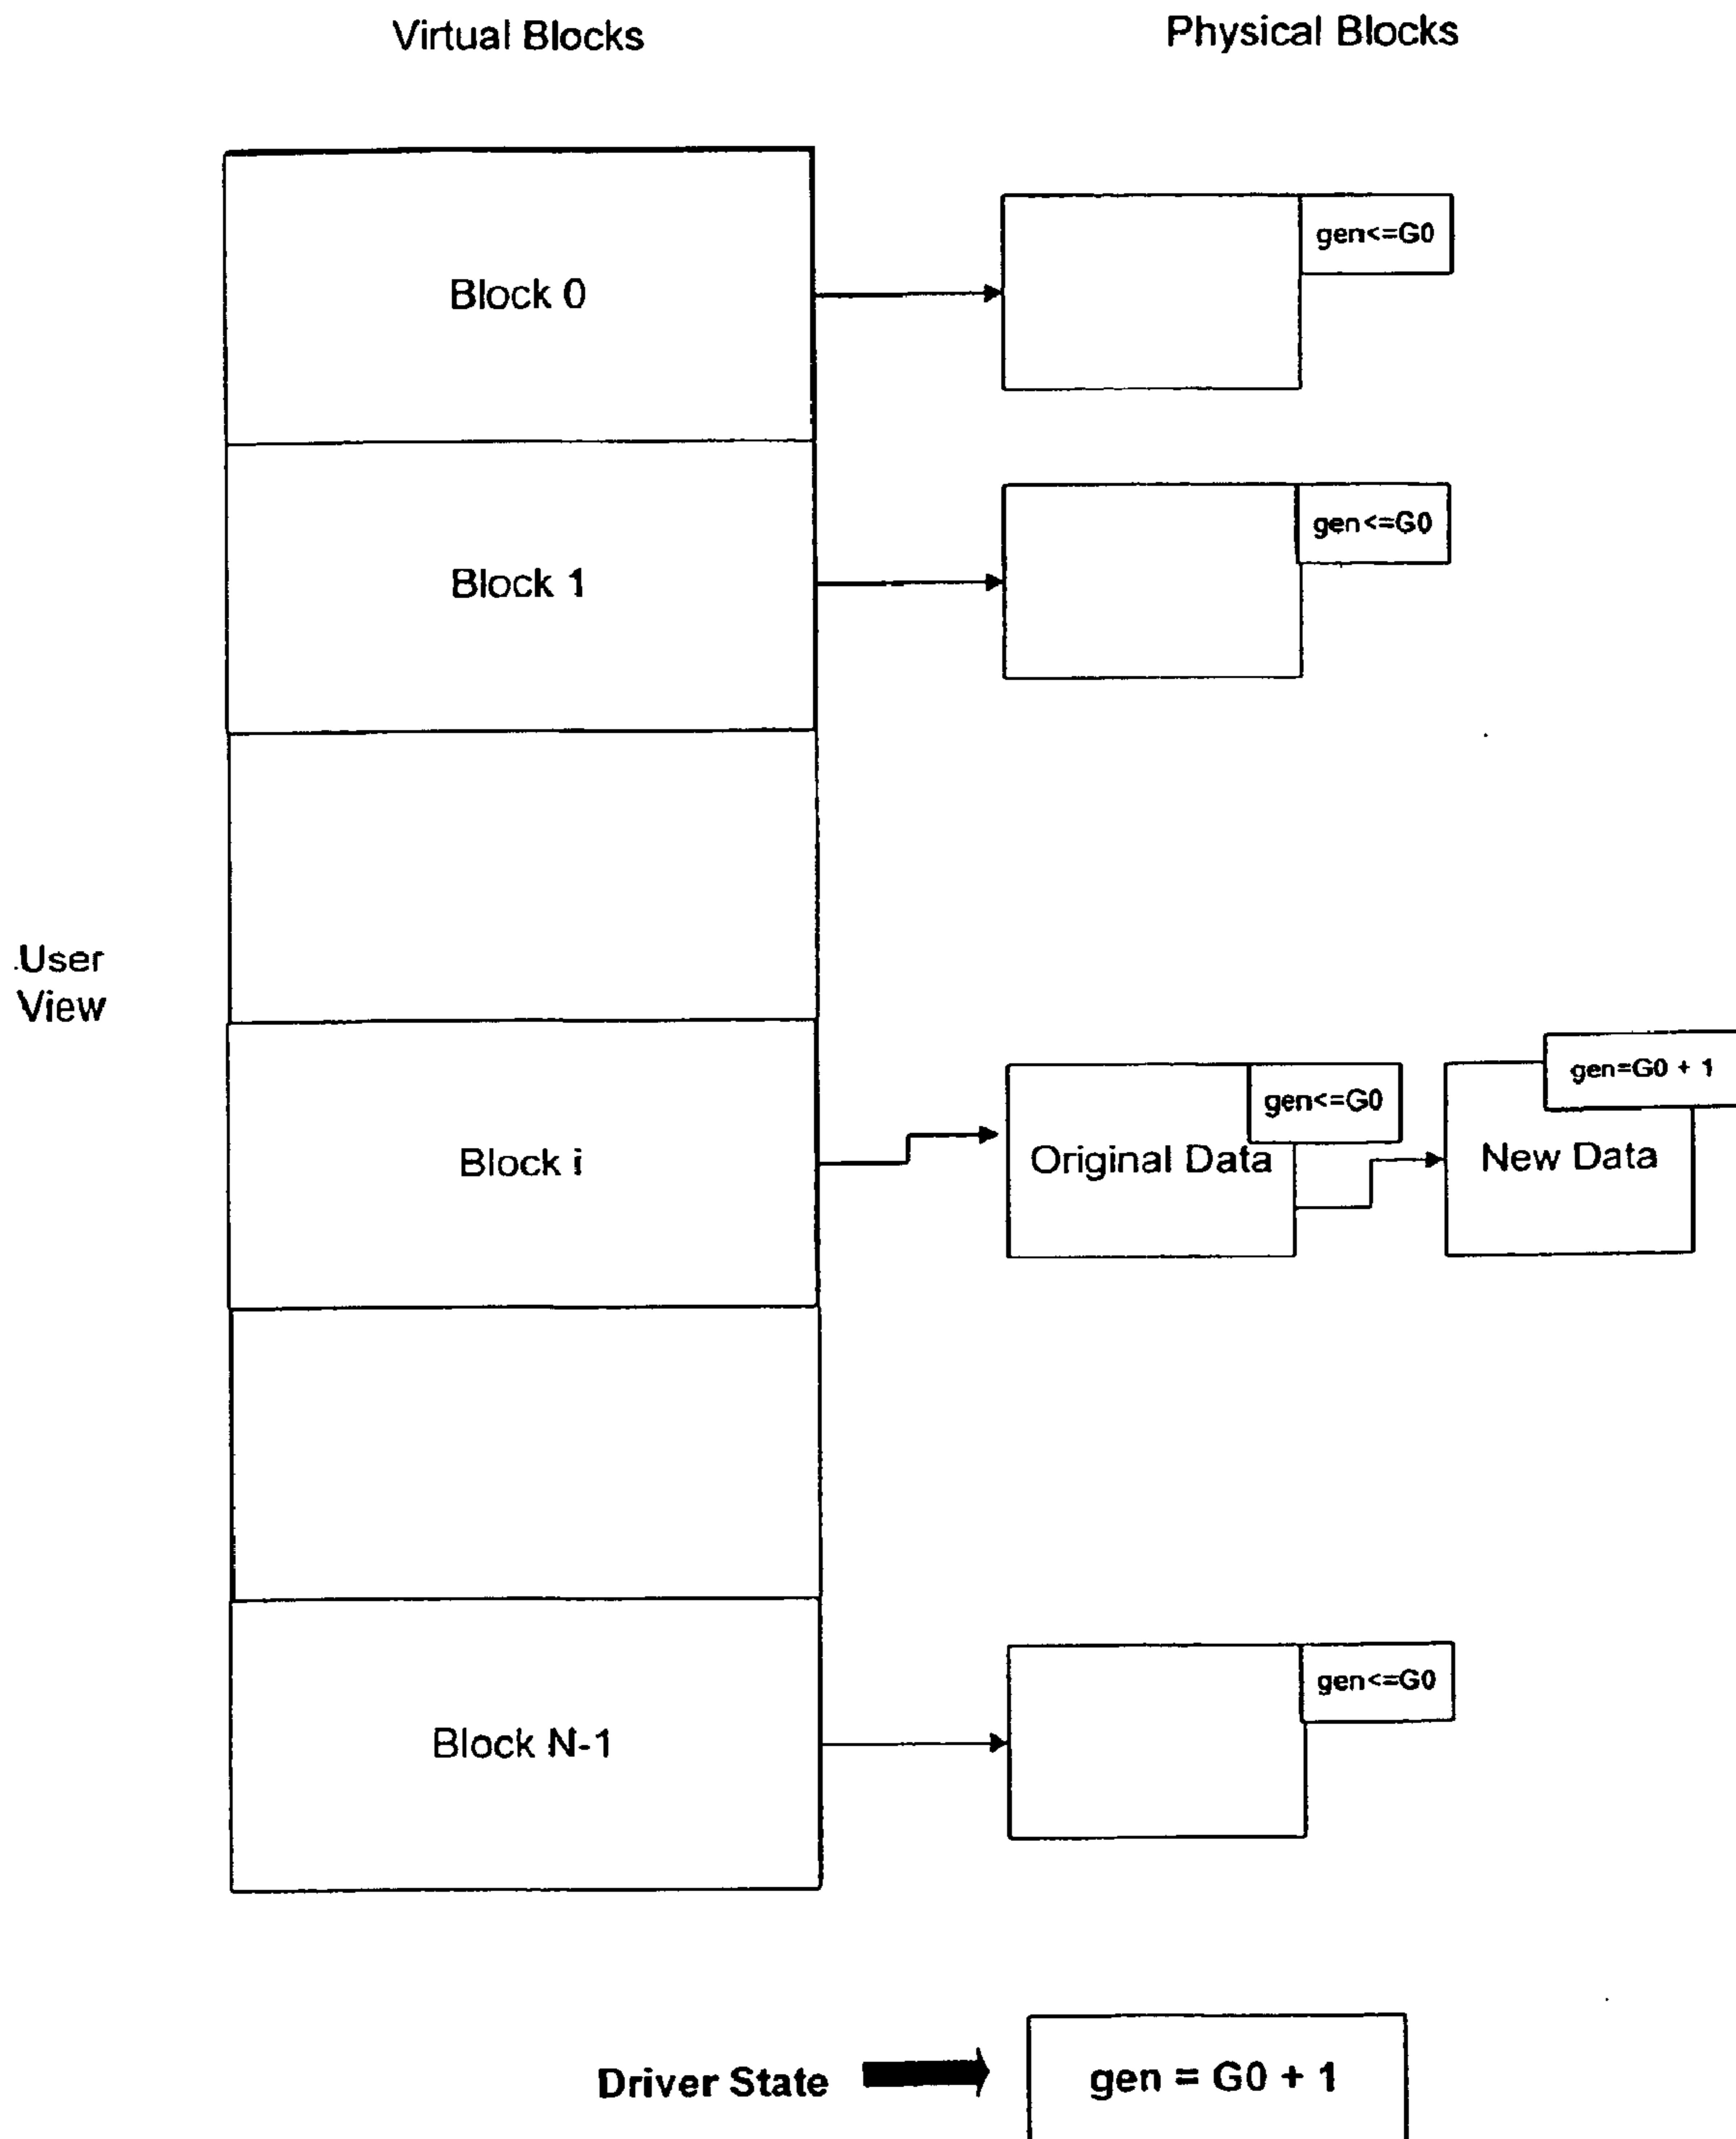 Virtual Blocks
Physical Blocks
gen<=G0
Block 0
gen<=G0
Block 1
User
View
gen=G0 + 1
gen<=G0
Block i
Original Data
New Data
gen<=G0
Block N-1
Driver State
gen = G0 + 1